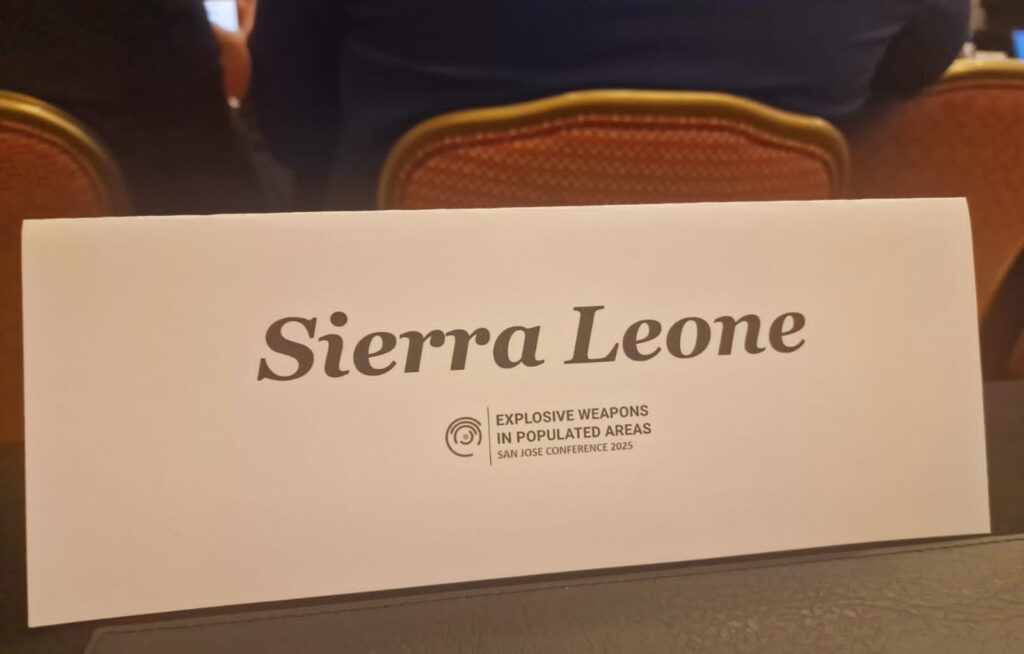 Sierra Leone
EXPLOSIVE WEAPONS
IN POPULATED AREAS
SAN JOSE CONFERENCE 2025